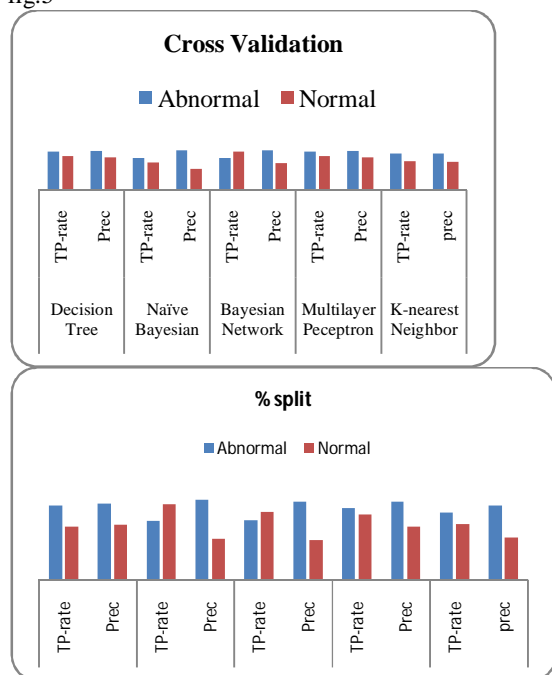 fig.5
Cross Validation
Abnormal Normal
TP-rate Prec TP-rate Prec TP-rate Prec TP-rate Prec TP-rate prec
Decision Naïve Bayesian Multilayer K-nearest
Tree Bayesian Network Peceptron Neighbor
% split
Abnormal Normal
TP-rate Prec TP-rate Prec TP-rate Prec TP-rate Prec TP-rate prec